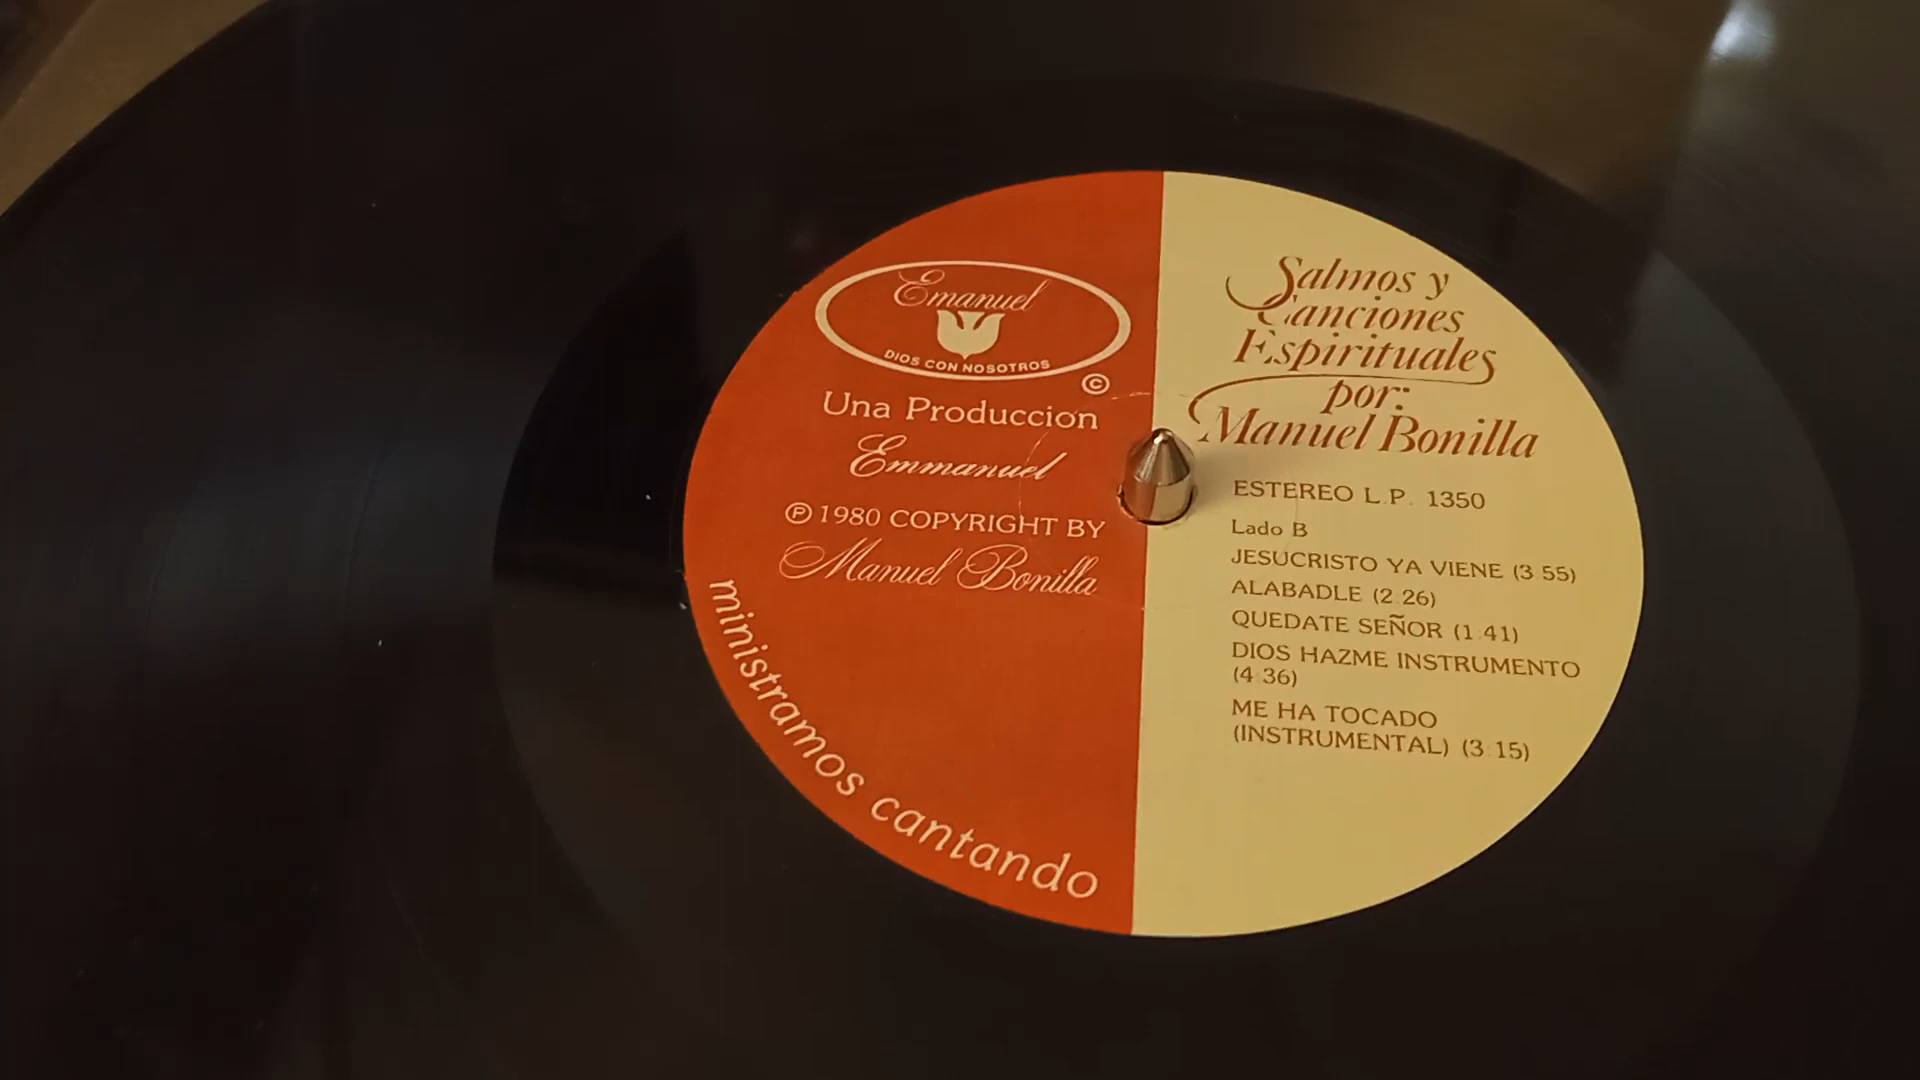 Emanuel
DIOS CON NOSOTROS
©
Una Produccion
Emmanuel
℗ 1980 COPYRIGHT BY
Manuel Bonilla
ministramos cantando
Salmos y
Canciones
Espirituales
por:
Manuel Bonilla
ESTEREO L.P. 1350
Lado B
JESUCRISTO YA VIENE (3:55)
ALABADLE (2:26)
QUEDATE SEÑOR (1:41)
DIOS HAZME INSTRUMENTO
(4:36)
ME HA TOCADO
(INSTRUMENTAL) (3:15)